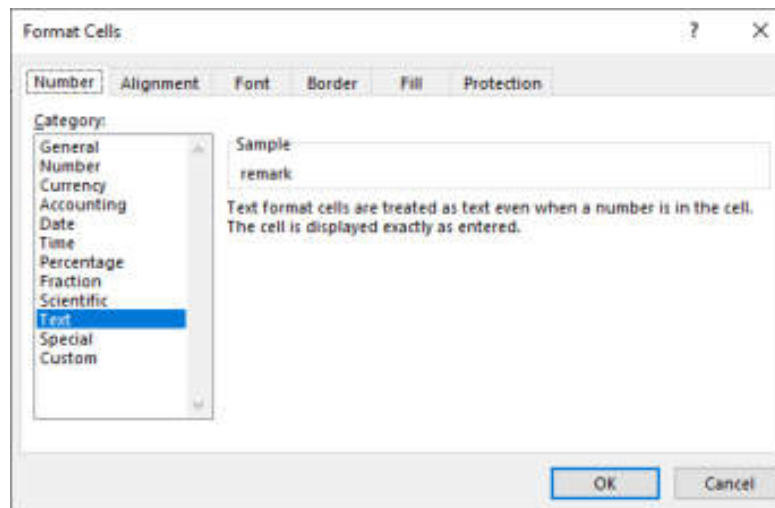 Format Cells ? ×
Number Alignment Font Border Fill Protection
Category:
General
Number
Currency
Accounting
Date
Time
Percentage
Fraction
Scientific
Text
Special
Custom
Sample
remark
Text format cells are treated as text even when a number is in the cell.
The cell is displayed exactly as entered.
OK Cancel